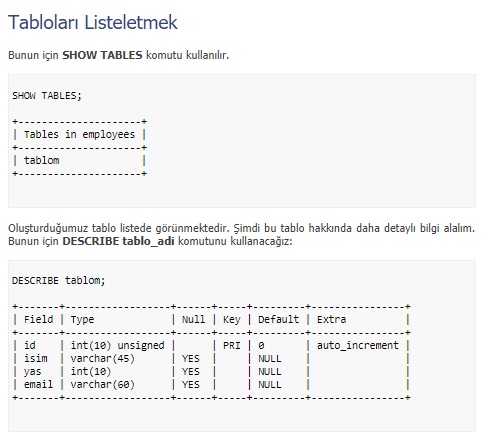 Tabloları Listeletmek
Bunun için SHOW TABLES komutu kullanılır.
SHOW TABLES;
+---------------------+
| Tables in employees |
+---------------------+
| tablom              |
+---------------------+
Oluşturduğumuz tablo listede görünmektedir. Şimdi bu tablo hakkında daha detaylı bilgi alalım.
Bunun için DESCRIBE tablo_adi komutunu kullanacağız:
DESCRIBE tablom;
+-------+------------------+------+-----+---------+----------------+
| Field | Type             | Null | Key | Default | Extra          |
+-------+------------------+------+-----+---------+----------------+
| id    | int(10) unsigned |      | PRI | 0       | auto_increment |
| isim  | varchar(45)      | YES  |     | NULL    |                |
| yas   | int(10)          | YES  |     | NULL    |                |
| email | varchar(60)      | YES  |     | NULL    |                |
+-------+------------------+------+-----+---------+----------------+